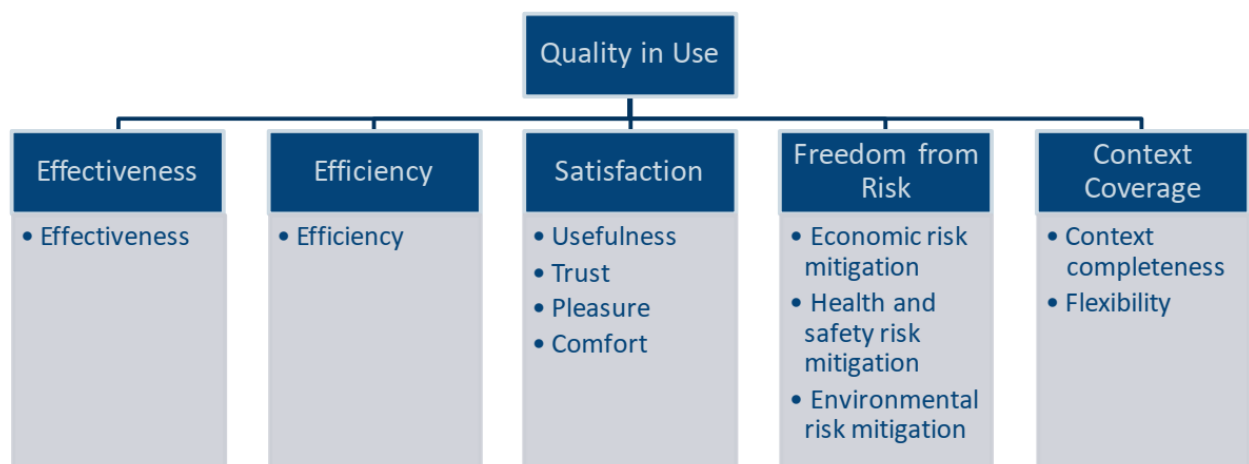 Quality in Use
Effectiveness
• Effectiveness
Efficiency
• Efficiency
Satisfaction
• Usefulness
• Trust
• Pleasure
• Comfort
Freedom from
Risk
• Economic risk
mitigation
• Health and
safety risk
mitigation
• Environmental
risk mitigation
Context
Coverage
• Context
completeness
• Flexibility